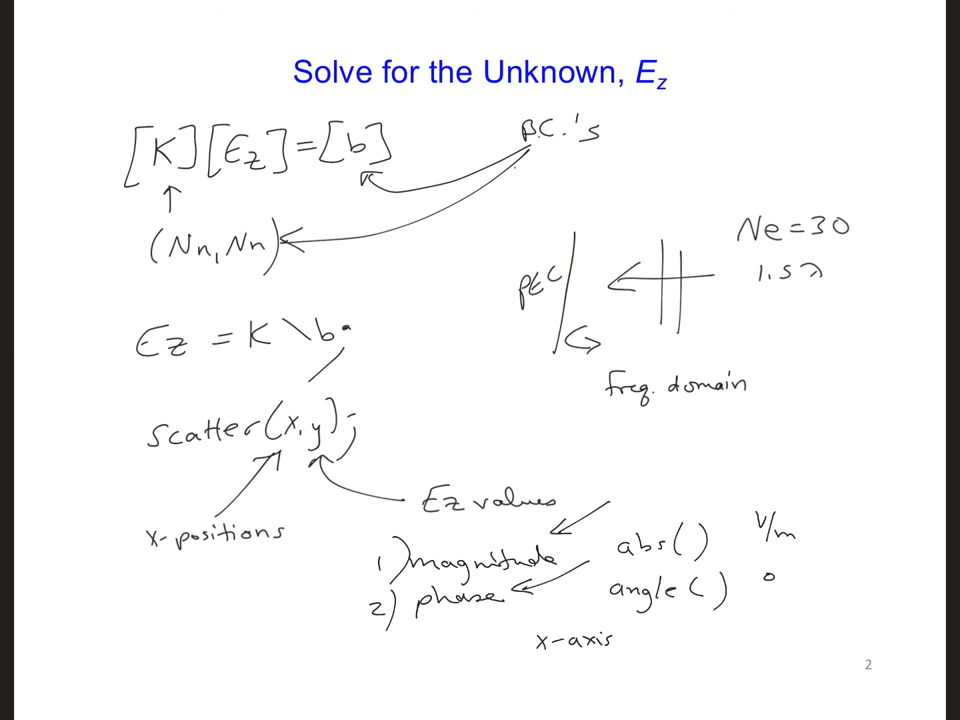 Solve for the Unknown, Ez
[K][Ez]=[b]
B.C.'s
(Nn, Nn)
Ne=30
1.5λ
PEC
Ez = K\b;
freq. domain
scatter(x,y);
Ez values
x-positions
1) magnitude abs() V/m
2) phase angle() °
x-axis
2